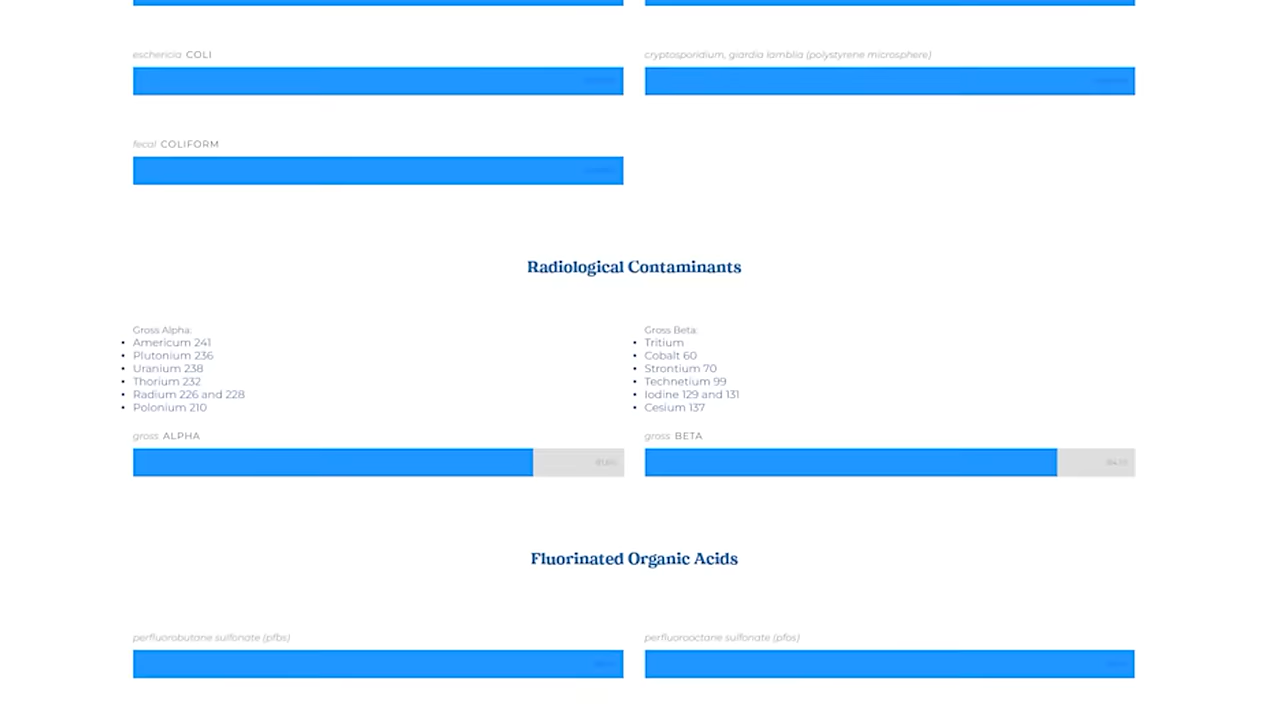 eschericia COLI
cryptosporidium, giardia lamblia (polystyrene microsphere)
fecal COLIFORM
Radiological Contaminants
Gross Alpha:
• Americum 241
• Plutonium 236
• Uranium 238
• Thorium 232
• Radium 226 and 228
• Polonium 210
gross ALPHA
Gross Beta:
• Tritium
• Cobalt 60
• Strontium 70
• Technetium 99
• Iodine 129 and 131
• Cesium 137
gross BETA
Fluorinated Organic Acids
perfluorobutane sulfonate (pfbs)
perfluorooctane sulfonate (pfos)